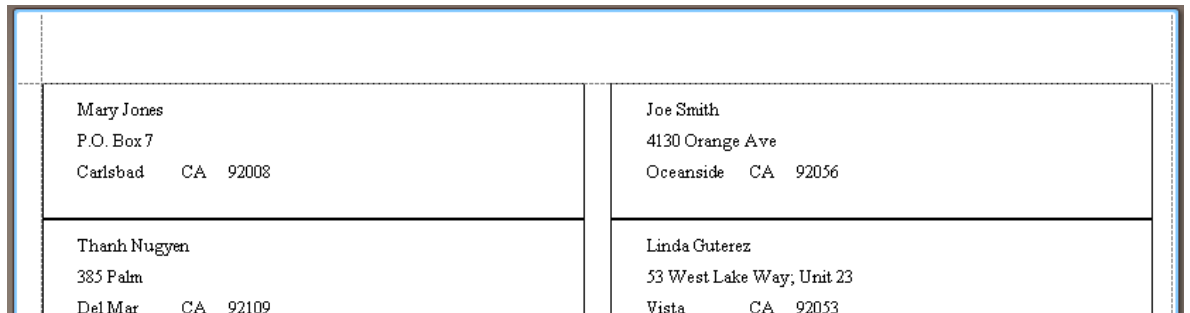 Mary Jones
P.O. Box 7
Carlsbad CA 92008
Joe Smith
4130 Orange Ave
Oceanside CA 92056
Thanh Nugyen
385 Palm
Del Mar CA 92109
Linda Guterez
53 West Lake Way; Unit 23
Vista CA 92053